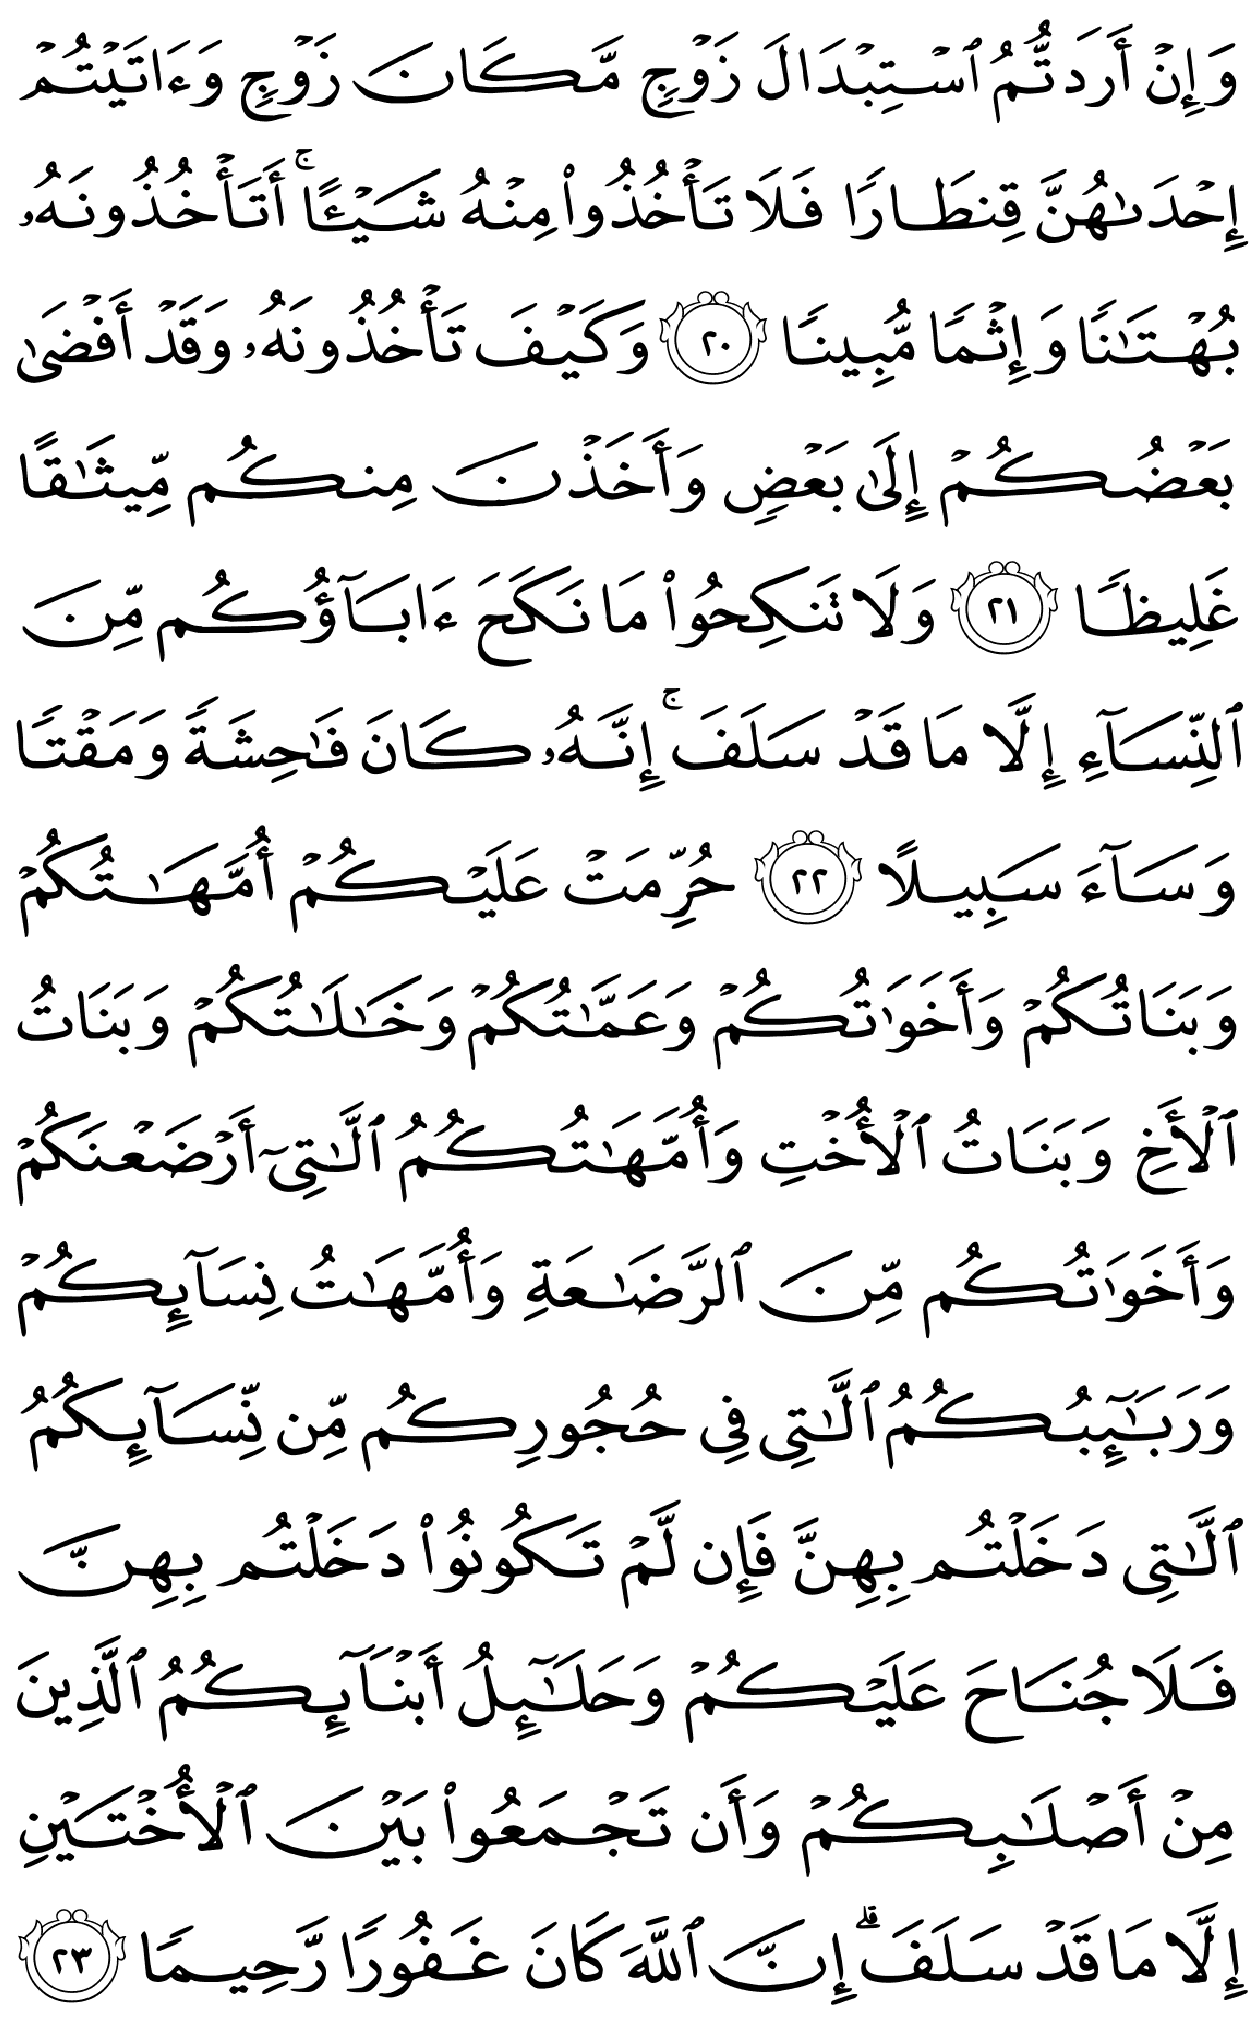 وَإِنْ أَرَدتُّمُ ٱسْتِبْدَالَ زَوْجٍ مَّكَانَ زَوْجٍ وَءَاتَيْتُمْ
إِحْدَىٰهُنَّ قِنطَارًا فَلَا تَأْخُذُوا۟ مِنْهُ شَيْـًٔا ۚ أَتَأْخُذُونَهُۥ
بُهْتَـٰنًا وَإِثْمًا مُّبِينًا ٢٠ وَكَيْفَ تَأْخُذُونَهُۥ وَقَدْ أَفْضَىٰ
بَعْضُكُمْ إِلَىٰ بَعْضٍ وَأَخَذْنَ مِنكُم مِّيثَـٰقًا
غَلِيظًا ٢١ وَلَا تَنكِحُوا۟ مَا نَكَحَ ءَابَآؤُكُم مِّنَ
ٱلنِّسَآءِ إِلَّا مَا قَدْ سَلَفَ ۚ إِنَّهُۥ كَانَ فَـٰحِشَةً وَمَقْتًا
وَسَآءَ سَبِيلًا ٢٢ حُرِّمَتْ عَلَيْكُمْ أُمَّهَـٰتُكُمْ
وَبَنَاتُكُمْ وَأَخَوَٰتُكُمْ وَعَمَّـٰتُكُمْ وَخَـٰلَـٰتُكُمْ وَبَنَاتُ
ٱلْأَخِ وَبَنَاتُ ٱلْأُخْتِ وَأُمَّهَـٰتُكُمُ ٱلَّـٰتِىٓ أَرْضَعْنَكُمْ
وَأَخَوَٰتُكُم مِّنَ ٱلرَّضَـٰعَةِ وَأُمَّهَـٰتُ نِسَآئِكُمْ
وَرَبَـٰٓئِبُكُمُ ٱلَّـٰتِى فِى حُجُورِكُم مِّن نِّسَآئِكُمُ
ٱلَّـٰتِى دَخَلْتُم بِهِنَّ فَإِن لَّمْ تَكُونُوا۟ دَخَلْتُم بِهِنَّ
فَلَا جُنَاحَ عَلَيْكُمْ وَحَلَـٰٓئِلُ أَبْنَآئِكُمُ ٱلَّذِينَ
مِنْ أَصْلَـٰبِكُمْ وَأَن تَجْمَعُوا۟ بَيْنَ ٱلْأُخْتَيْنِ
إِلَّا مَا قَدْ سَلَفَ ۗ إِنَّ ٱللَّهَ كَانَ غَفُورًا رَّحِيمًا ٢٣